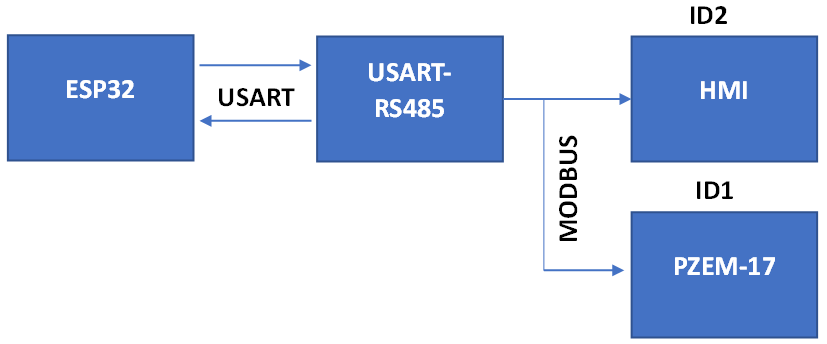 ID2
ESP32
USART
USART-
RS485
HMI
MODBUS
ID1
PZEM-17